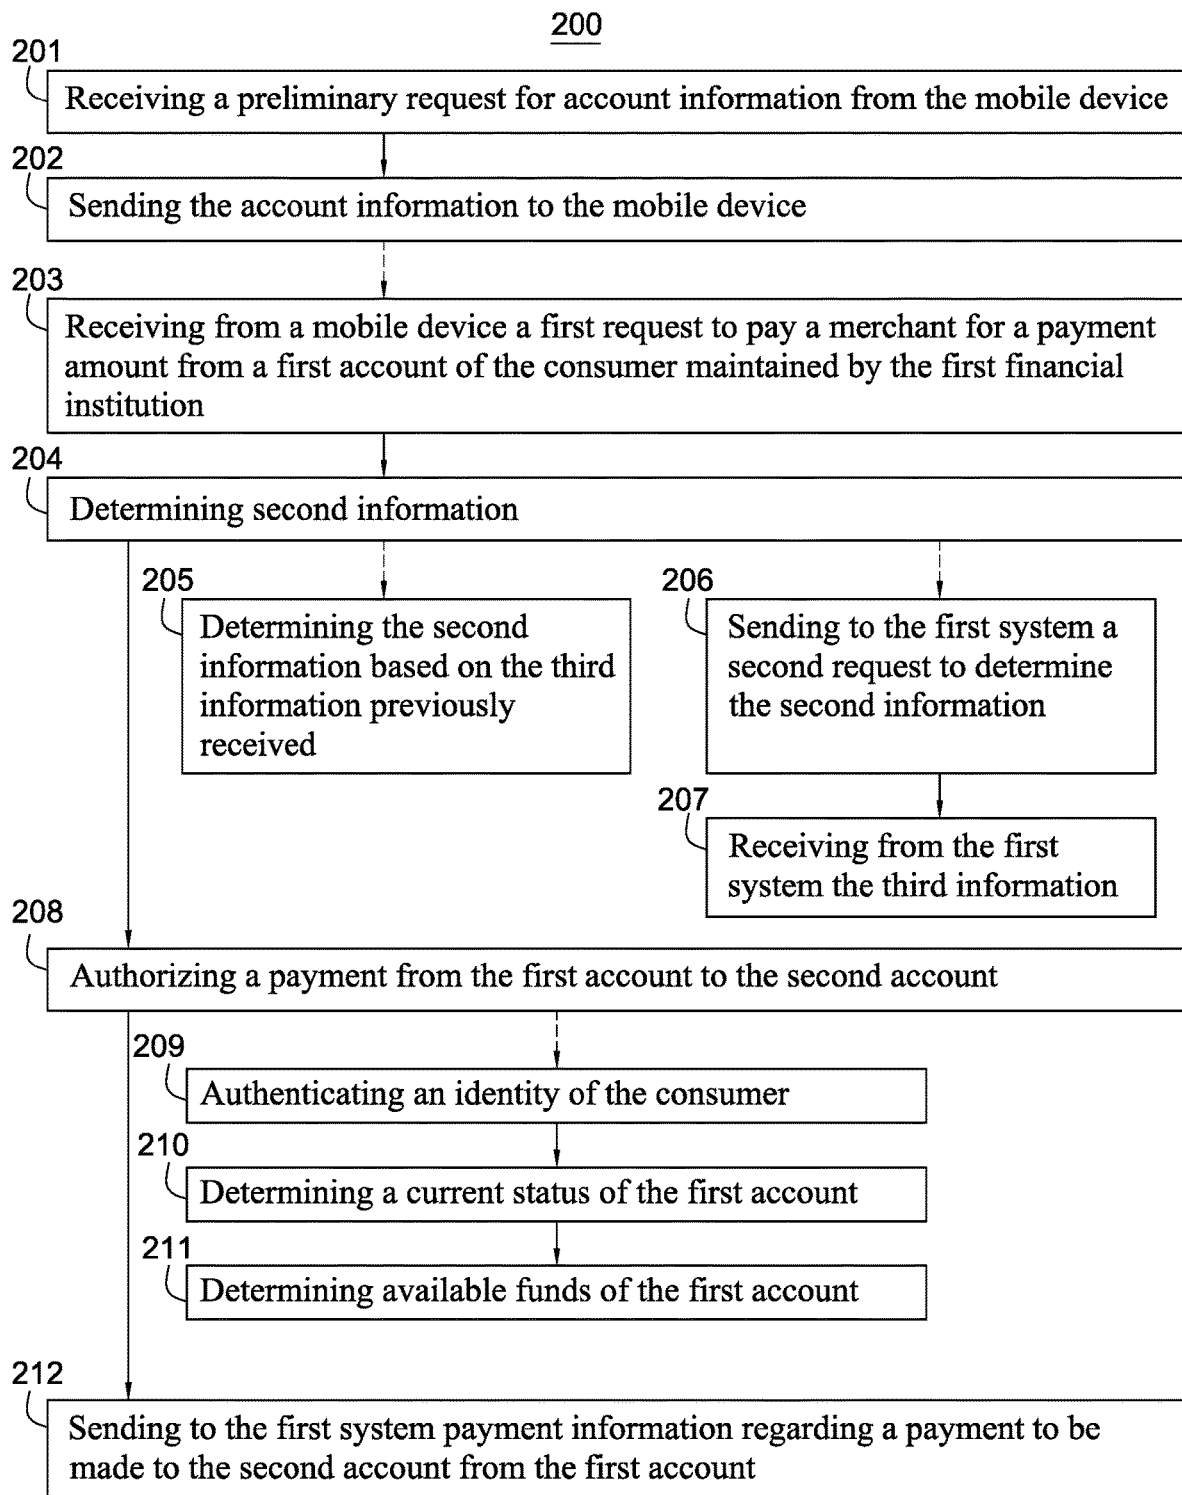 200
201
Receiving a preliminary request for account information from the mobile device
202
Sending the account information to the mobile device
203
Receiving from a mobile device a first request to pay a merchant for a payment
amount from a first account of the consumer maintained by the first financial
institution
204
Determining second information
205
Determining the second
information based on the third
information previously
received
206
Sending to the first system a
second request to determine
the second information
207
Receiving from the first
system the third information
208
Authorizing a payment from the first account to the second account
209
Authenticating an identity of the consumer
210
Determining a current status of the first account
211
Determining available funds of the first account
212
Sending to the first system payment information regarding a payment to be
made to the second account from the first account